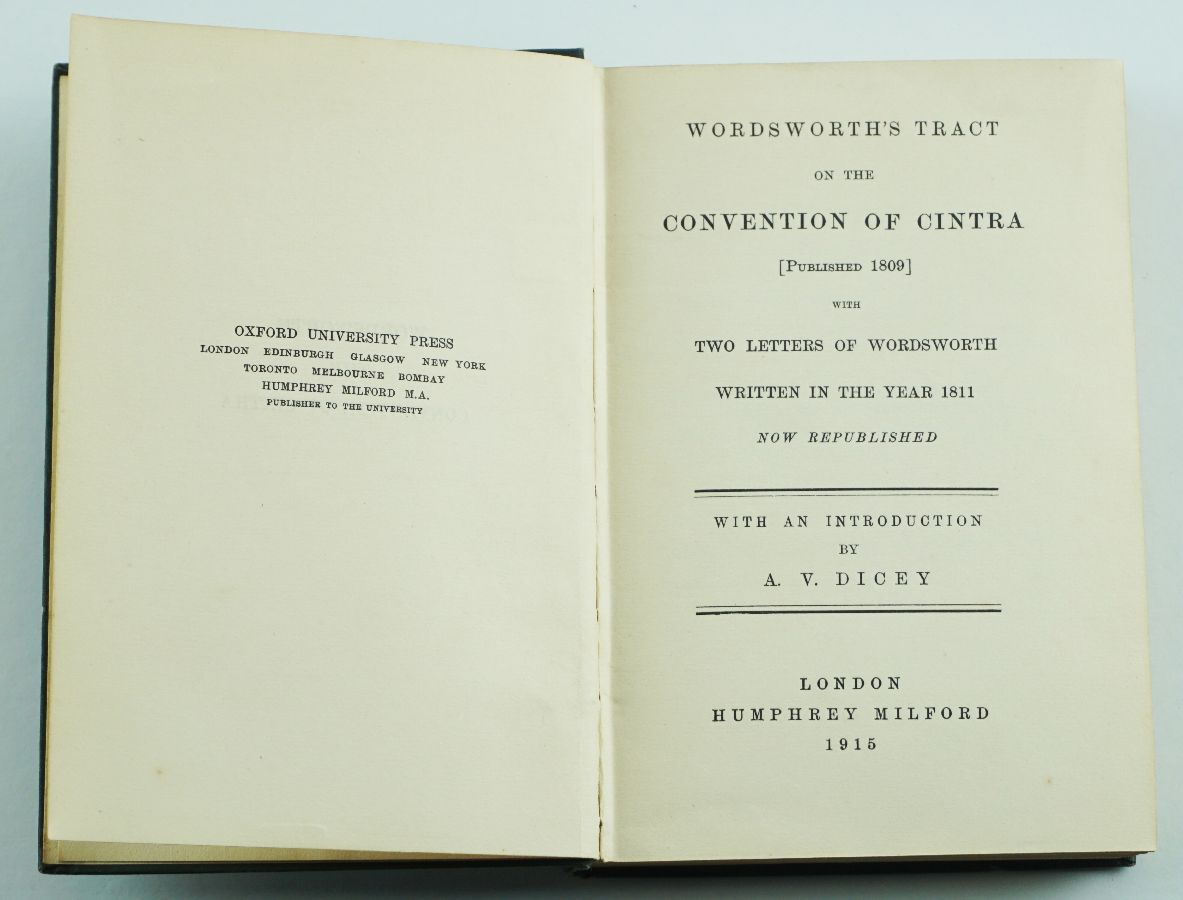 OXFORD UNIVERSITY PRESS
LONDON EDINBURGH GLASGOW NEW YORK
TORONTO MELBOURNE BOMBAY
HUMPHREY MILFORD M.A.
PUBLISHER TO THE UNIVERSITY
WORDSWORTH'S TRACT
ON THE
CONVENTION OF CINTRA
[PUBLISHED 1809]
WITH
TWO LETTERS OF WORDSWORTH
WRITTEN IN THE YEAR 1811
NOW REPUBLISHED
WITH AN INTRODUCTION
BY
A. V. DICEY
LONDON
HUMPHREY MILFORD
1915